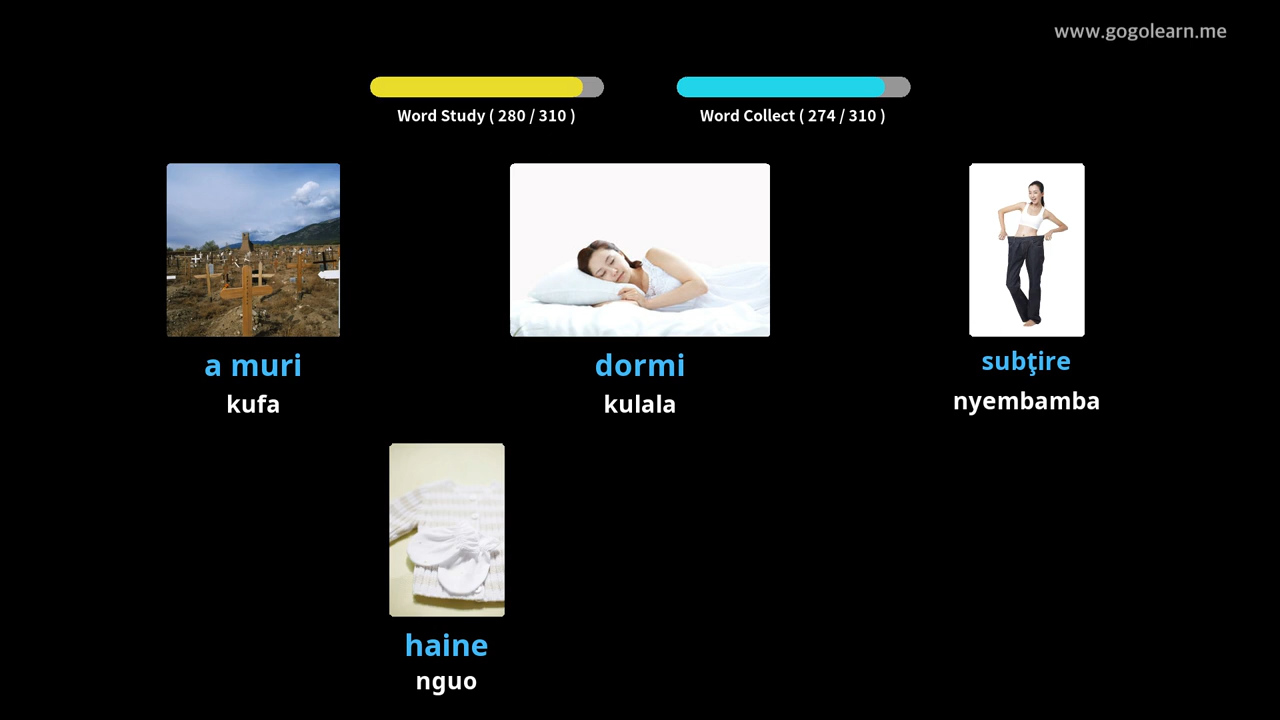 www.gogolearn.me
Word Study ( 280 / 310 )
Word Collect ( 274 / 310 )
a muri
kufa
dormi
kulala
subţire
nyembamba
haine
nguo